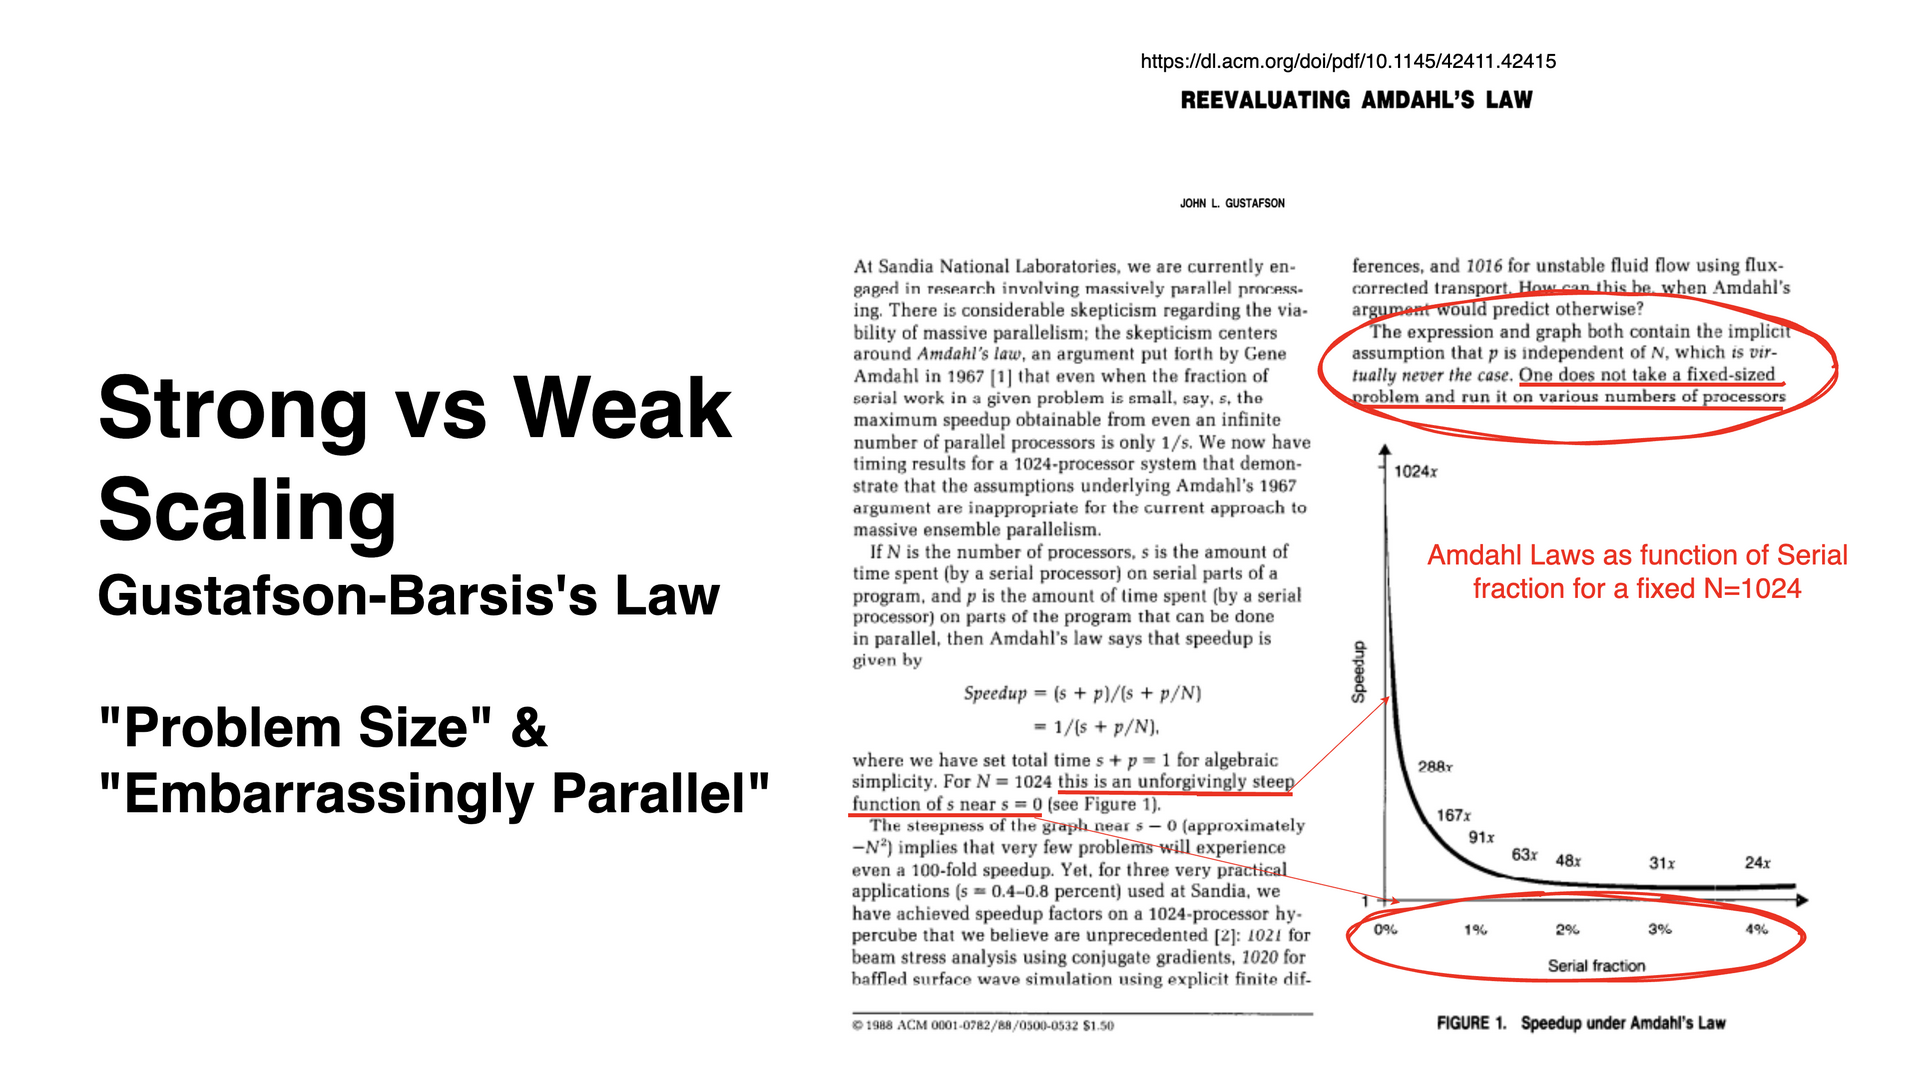 Strong vs Weak
Scaling
Gustafson-Barsis's Law
"Problem Size" &
"Embarrassingly Parallel"
https://dl.acm.org/doi/pdf/10.1145/42411.42415
REEVALUATING AMDAHL'S LAW
JOHN L. GUSTAFSON
At Sandia National Laboratories, we are currently en-
gaged in research involving massively parallel process-
ing. There is considerable skepticism regarding the via-
bility of massive parallelism; the skepticism centers
around Amdahl's law, an argument put forth by Gene
Amdahl in 1967 [1] that even when the fraction of
serial work in a given problem is small, say, s, the
maximum speedup obtainable from even an infinite
number of parallel processors is only 1/s. We now have
timing results for a 1024-processor system that demon-
strate that the assumptions underlying Amdahl's 1967
argument are inappropriate for the current approach to
massive ensemble parallelism.
If N is the number of processors, s is the amount of
time spent (by a serial processor) on serial parts of a
program, and p is the amount of time spent (by a serial
processor) on parts of the program that can be done
in parallel, then Amdahl's law says that speedup is
given by
Speedup = (s + p)/(s + p/N)
= 1/(s + p/N),
where we have set total time s + p = 1 for algebraic
simplicity. For N = 1024 this is an unforgivingly steep
function of s near s = 0 (see Figure 1).
The steepness of the graph near s – 0 (approximately
–N²) implies that very few problems will experience
even a 100-fold speedup. Yet, for three very practical
applications (s = 0.4–0.8 percent) used at Sandia, we
have achieved speedup factors on a 1024-processor hy-
percube that we believe are unprecedented [2]: 1021 for
beam stress analysis using conjugate gradients, 1020 for
baffled surface wave simulation using explicit finite dif-
© 1988 ACM 0001-0782/88/0500-0532 $1.50
ferences, and 1016 for unstable fluid flow using flux-
corrected transport. How can this be, when Amdahl's
argument would predict otherwise?
The expression and graph both contain the implicit
assumption that p is independent of N, which is vir-
tually never the case. One does not take a fixed-sized
problem and run it on various numbers of processors
1024x
Amdahl Laws as function of Serial
fraction for a fixed N=1024
Speedup
288x
167x
91x
63x
48x
31x
24x
1
0%
1%
2%
3%
4%
Serial fraction
FIGURE 1. Speedup under Amdahl's Law